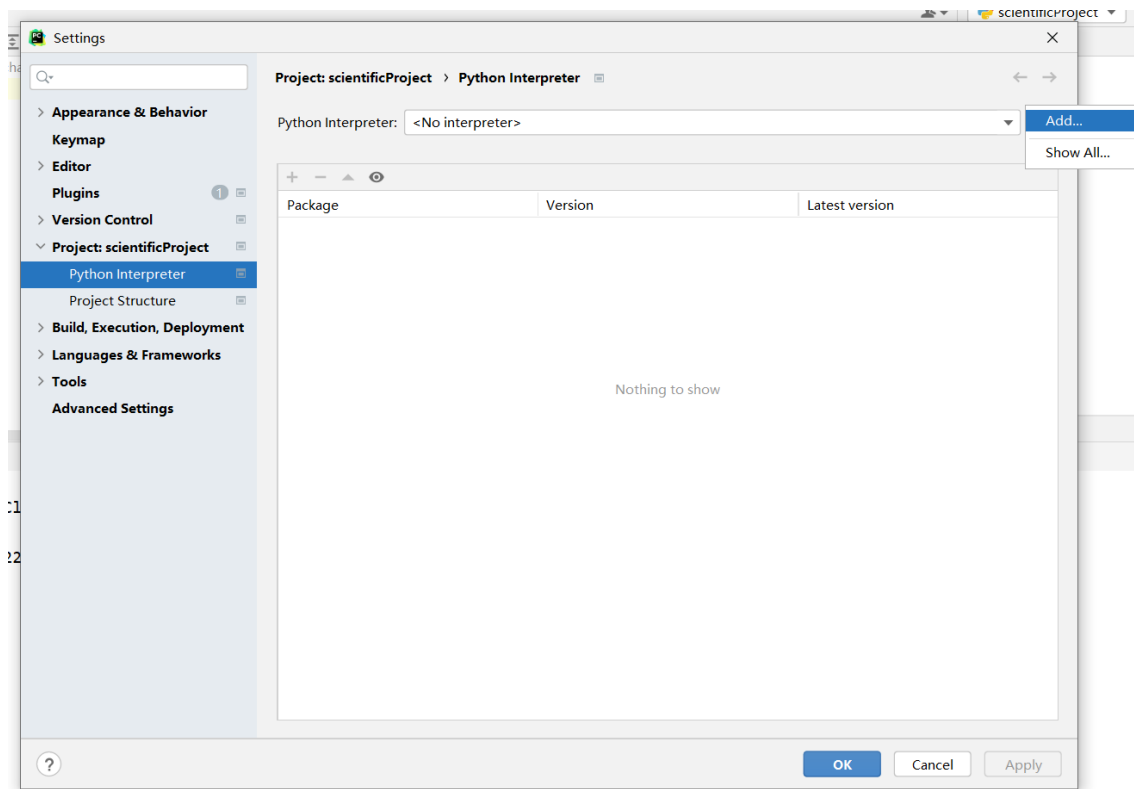 scientificProject
PC Settings
Project: scientificProject > Python Interpreter
Appearance & Behavior
Python Interpreter: <No interpreter>
Add...
Keymap
Show All...
Editor
Plugins 1
Package Version Latest version
Version Control
Project: scientificProject
Python Interpreter
Project Structure
Build, Execution, Deployment
Languages & Frameworks
Tools
Nothing to show
Advanced Settings
?
OK Cancel Apply